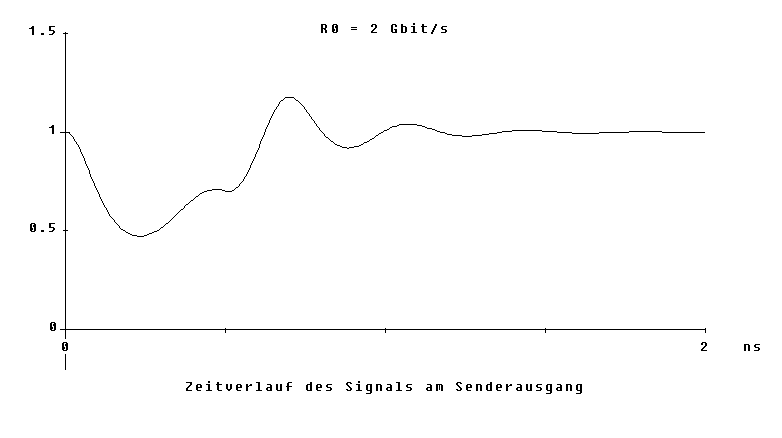 R0 = 2 Gbit/s
1.5
1
0.5
0
0 2 ns
Zeitverlauf des Signals am Senderausgang